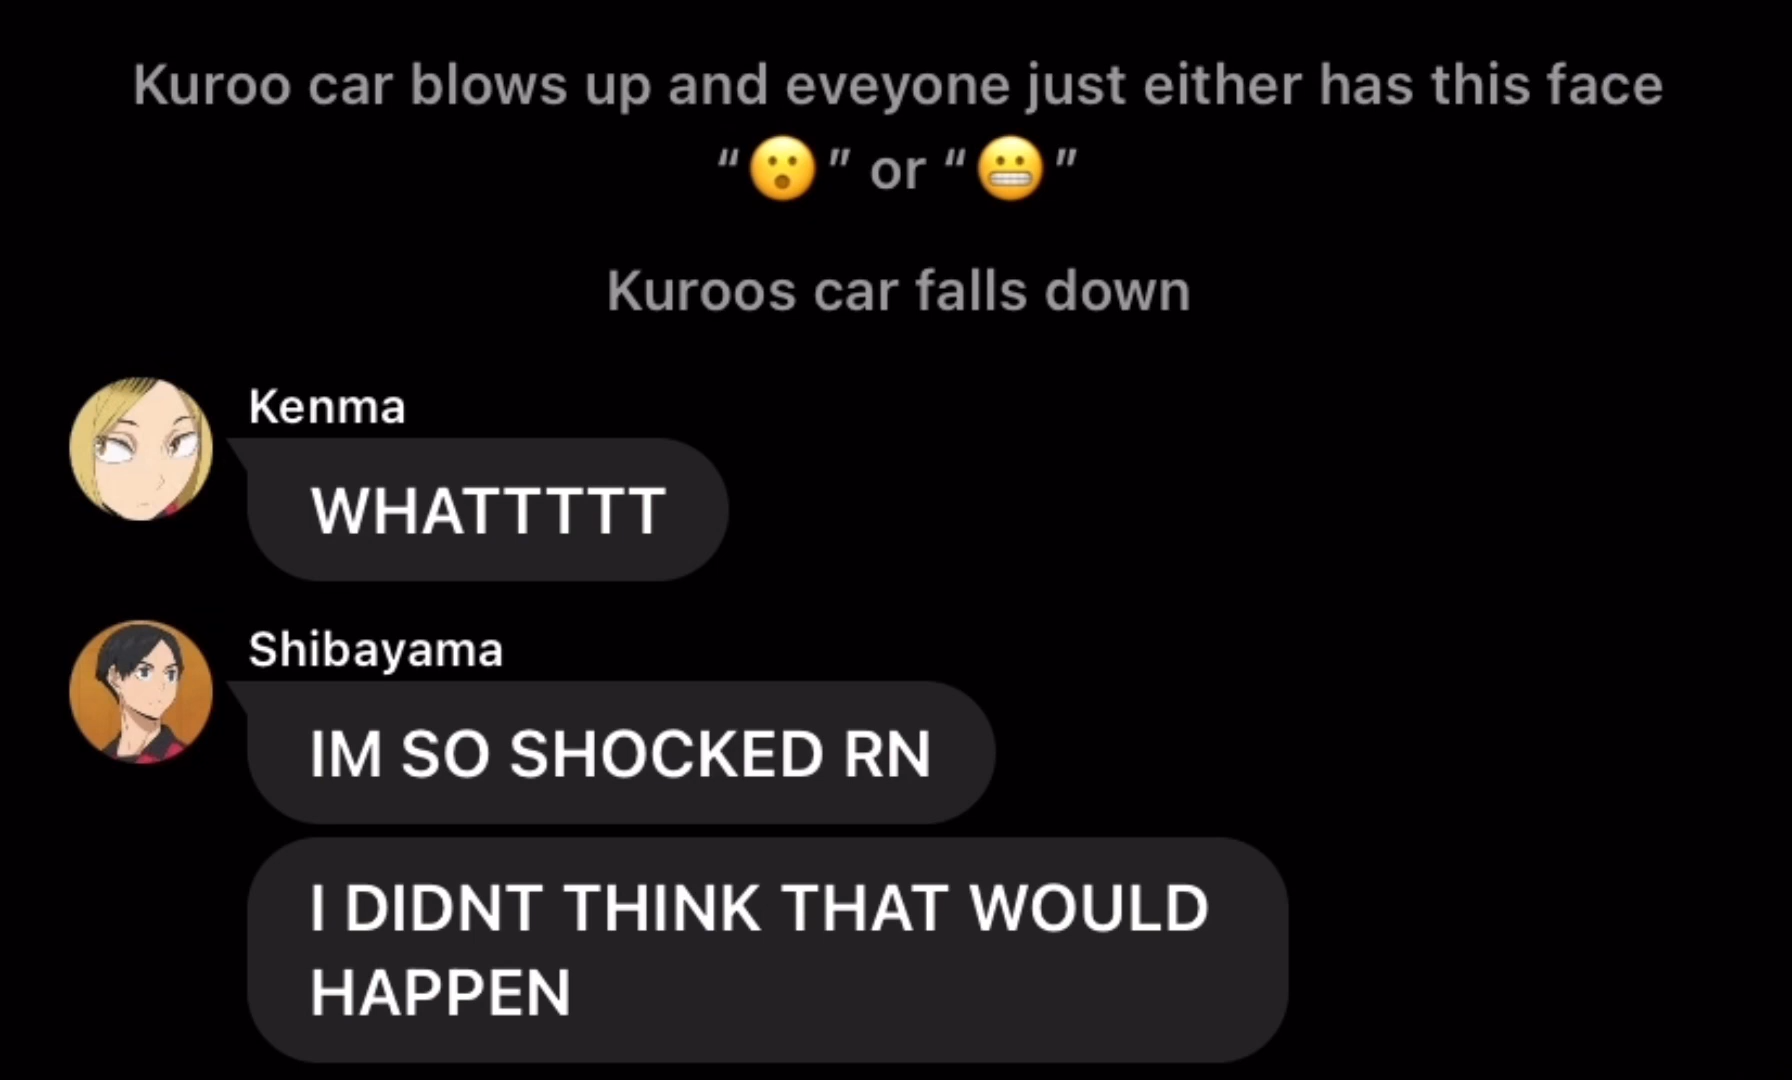 Kuroo car blows up and eveyone just either has this face
“😮” or “😬”
Kuroos car falls down
Kenma
WHATTTTT
Shibayama
IM SO SHOCKED RN
I DIDNT THINK THAT WOULD
HAPPEN